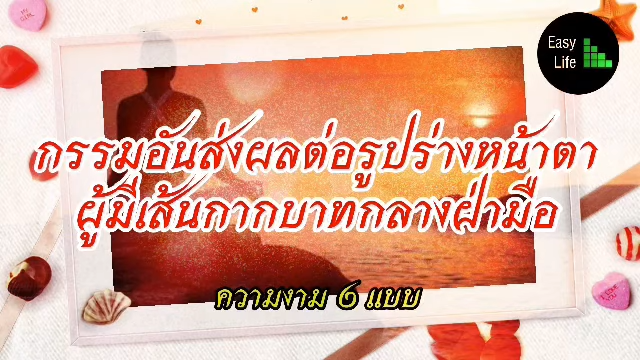 Easy
Life
กรรมอันส่งผลต่อรูปร่างหน้าตา
ผู้มีเส้นกากบาทกลางฝ่ามือ
ความงาม ๖ แบบ